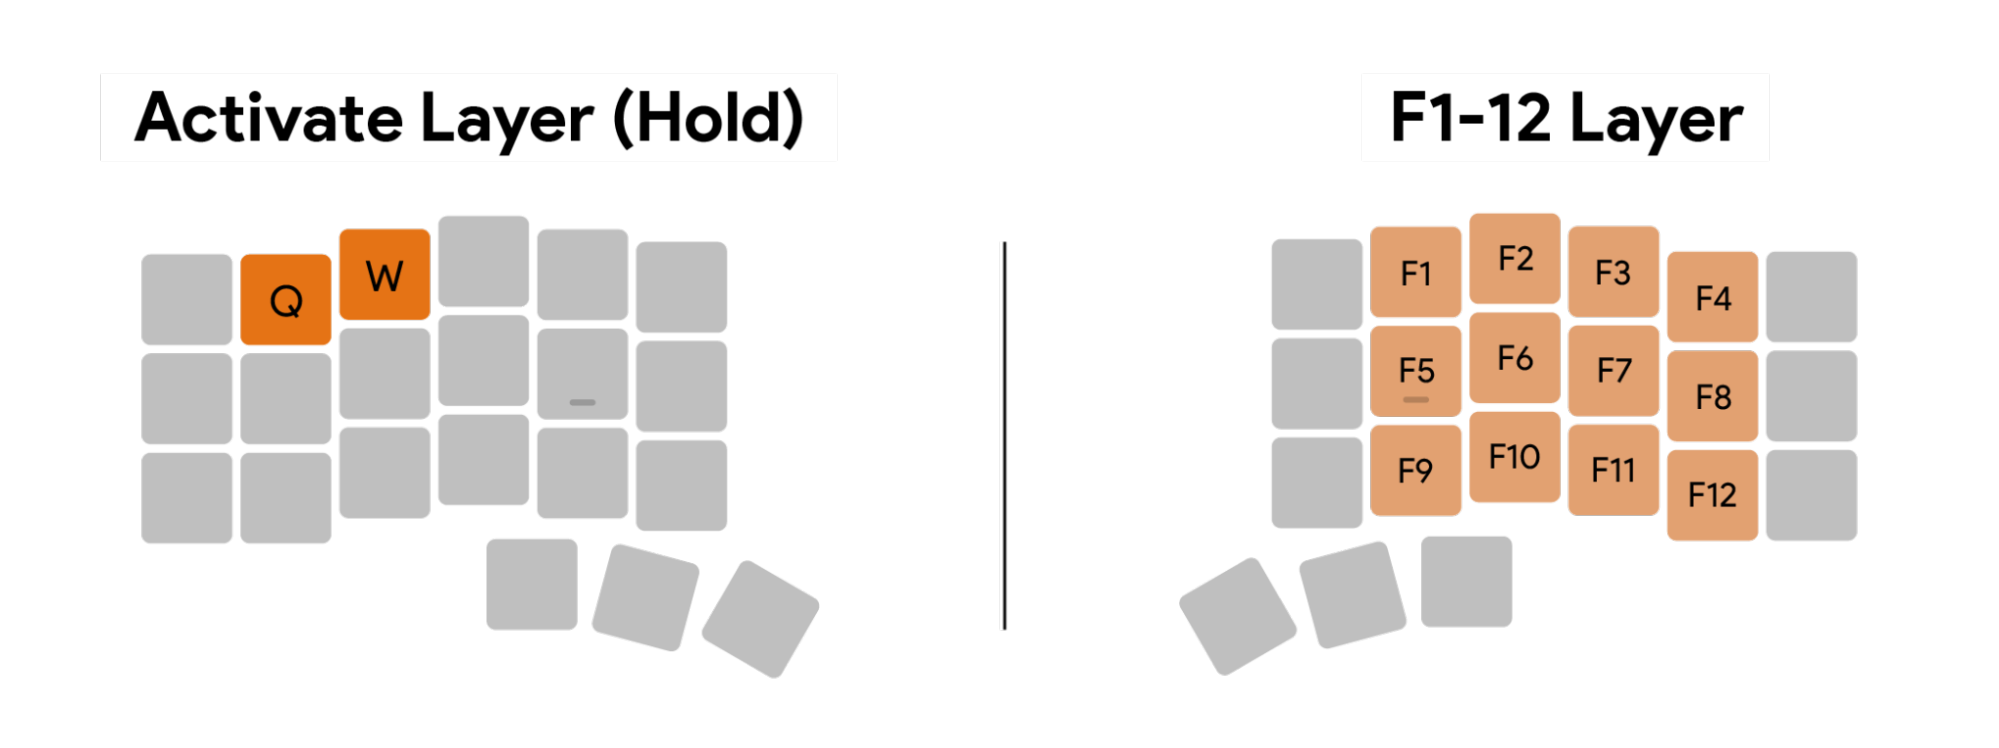 Activate Layer (Hold)
F1-12 Layer
Q
W
F1
F2
F3
F4
F5
F6
F7
F8
F9
F10
F11
F12